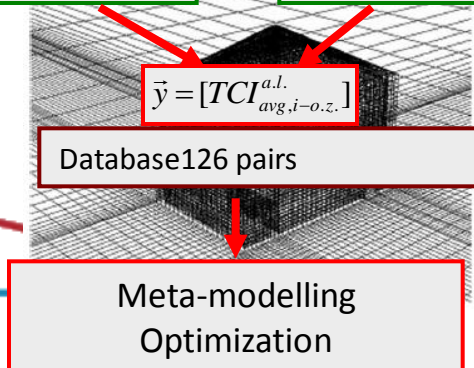 y⃗ = [TCI^{a.l.}_{avg,i-o.z.}]
Database126 pairs
Meta-modelling
Optimization